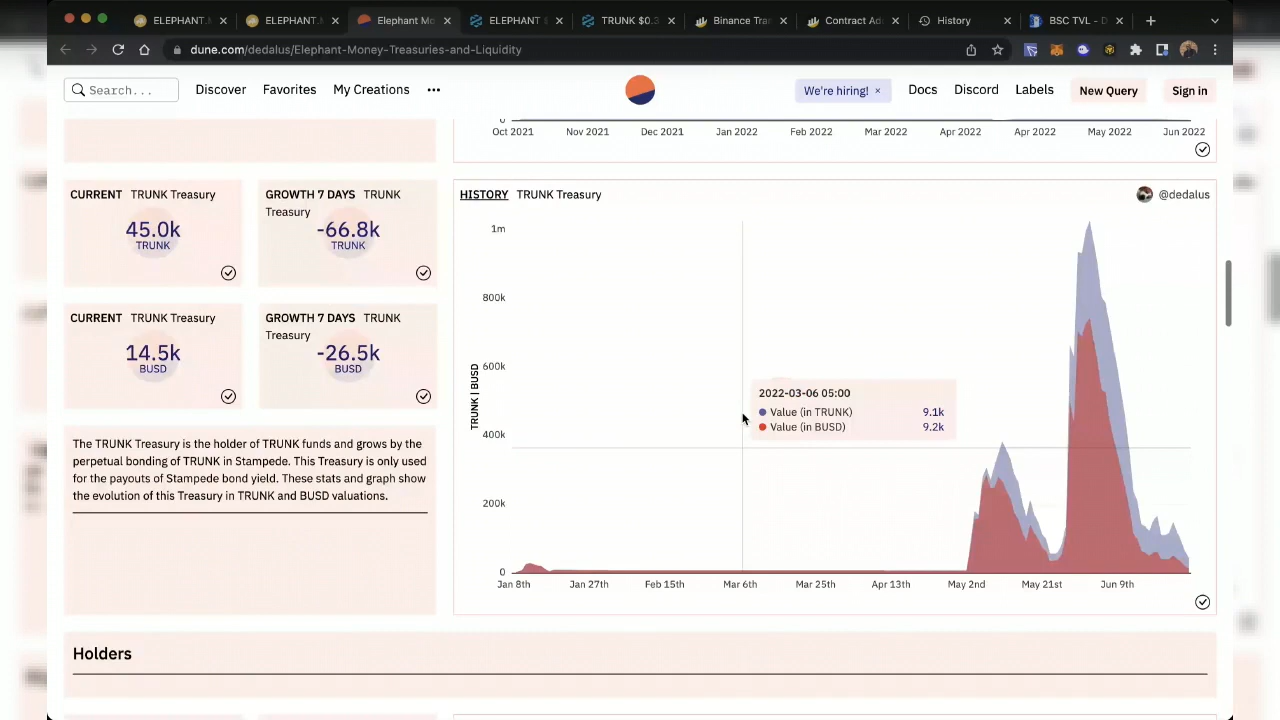 ELEPHANT.M
ELEPHANT.M
Elephant Mo
ELEPHANT $
TRUNK $0.3
Binance Tra
Contract Ad
History
BSC TVL - D
dune.com/dedalus/Elephant-Money-Treasuries-and-Liquidity
Search...
Discover
Favorites
My Creations
We're hiring! ×
Docs
Discord
Labels
New Query
Sign in
0
Oct 2021
Nov 2021
Dec 2021
Jan 2022
Feb 2022
Mar 2022
Apr 2022
Apr 2022
May 2022
Jun 2022
CURRENT TRUNK Treasury
45.0k
TRUNK
GROWTH 7 DAYS TRUNK
Treasury
-66.8k
TRUNK
CURRENT TRUNK Treasury
14.5k
BUSD
GROWTH 7 DAYS TRUNK
Treasury
-26.5k
BUSD
The TRUNK Treasury is the holder of TRUNK funds and grows by the
perpetual bonding of TRUNK in Stampede. This Treasury is only used
for the payouts of Stampede bond yield. These stats and graph show
the evolution of this Treasury in TRUNK and BUSD valuations.
HISTORY TRUNK Treasury
@dedalus
TRUNK | BUSD
1m
800k
600k
400k
200k
0
2022-03-06 05:00
Value (in TRUNK) 9.1k
Value (in BUSD) 9.2k
Jan 8th
Jan 27th
Feb 15th
Mar 6th
Mar 25th
Apr 13th
May 2nd
May 21st
Jun 9th
Holders